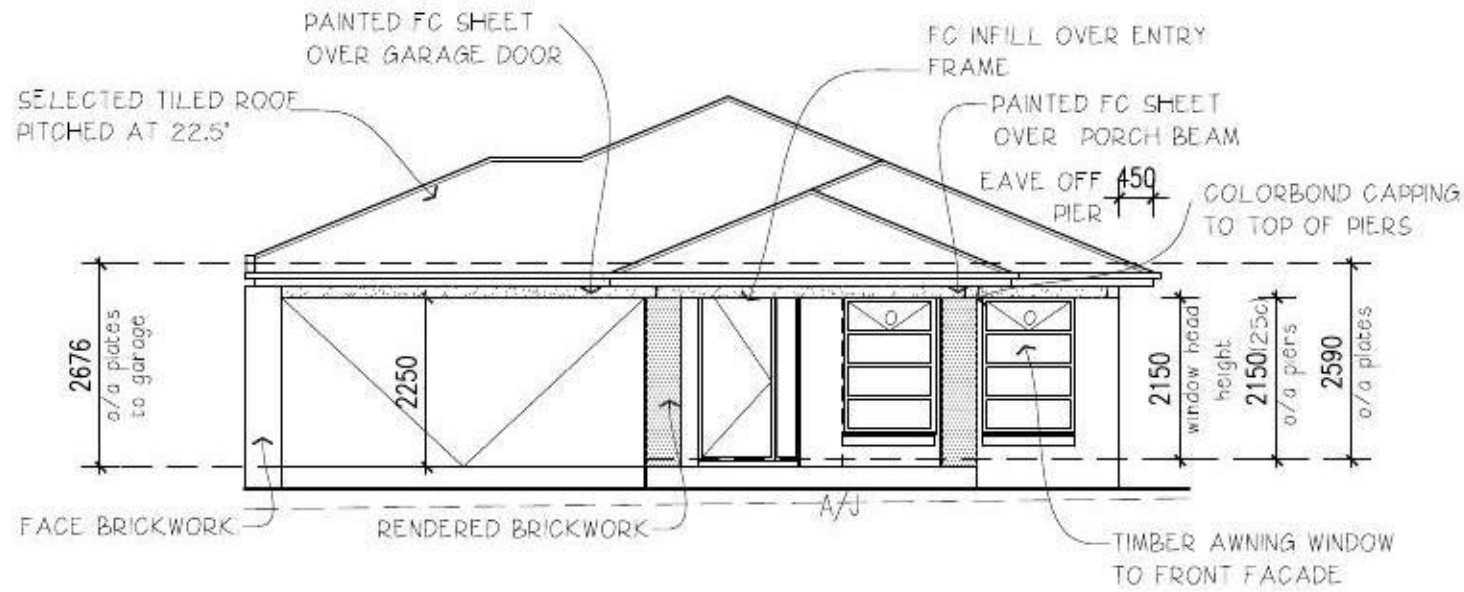 PAINTED FC SHEET
OVER GARAGE DOOR
FC INFILL OVER ENTRY
FRAME
SELECTED TILED ROOF
PITCHED AT 22.5°
PAINTED FC SHEET
OVER PORCH BEAM
EAVE OFF
PIER
450
COLORBOND CAPPING
TO TOP OF PIERS
2676
o/a plates
to garage
2250
2150
window head
height
2150(25c)
o/a piers
2590
o/a plates
A/J
FACE BRICKWORK
RENDERED BRICKWORK
TIMBER AWNING WINDOW
TO FRONT FACADE
O
O